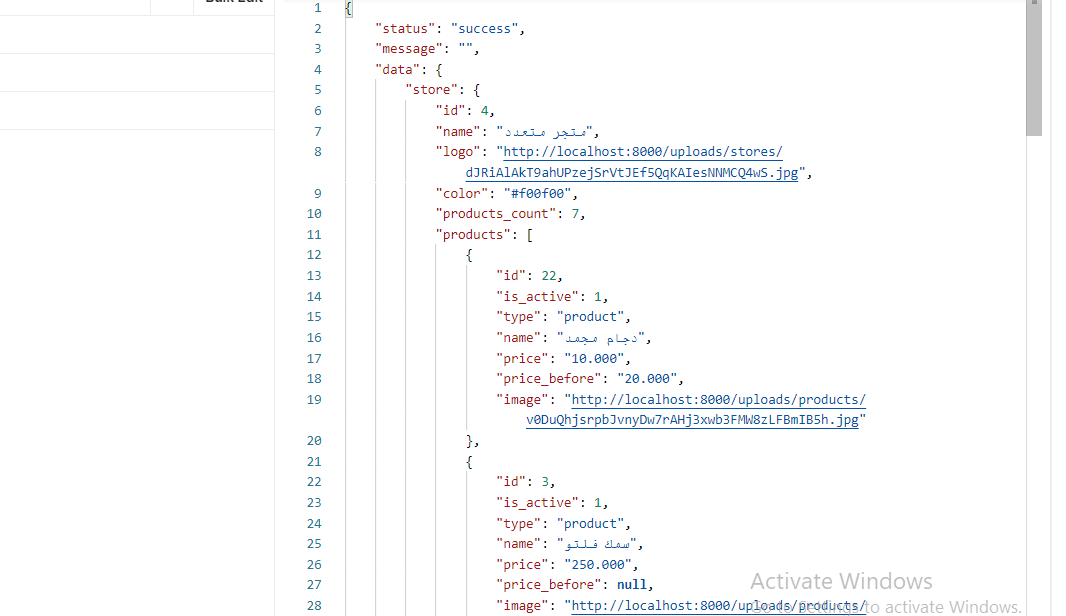 1 {
2 "status": "success",
3 "message": "",
4 "data": {
5 "store": {
6 "id": 4,
7 "name": "متجر متعدد",
8 "logo": "http://localhost:8000/uploads/stores/
dJRiAlAkT9ahUPzejSrVtJEf5QqKAIesNNMCQ4wS.jpg",
9 "color": "#f00f00",
10 "products_count": 7,
11 "products": [
12 {
13 "id": 22,
14 "is_active": 1,
15 "type": "product",
16 "name": "دجام مجمد",
17 "price": "10.000",
18 "price_before": "20.000",
19 "image": "http://localhost:8000/uploads/products/
v0DuQhjsrpbJvnyDw7rAHj3xwb3FMW8zLFBmIB5h.jpg"
20 },
21 {
22 "id": 3,
23 "is_active": 1,
24 "type": "product",
25 "name": "سمك فلتو",
26 "price": "250.000",
27 "price_before": null,
28 "image": "http://localhost:8000/uploads/products/
Activate Windows
Go to Settings to activate Windows.